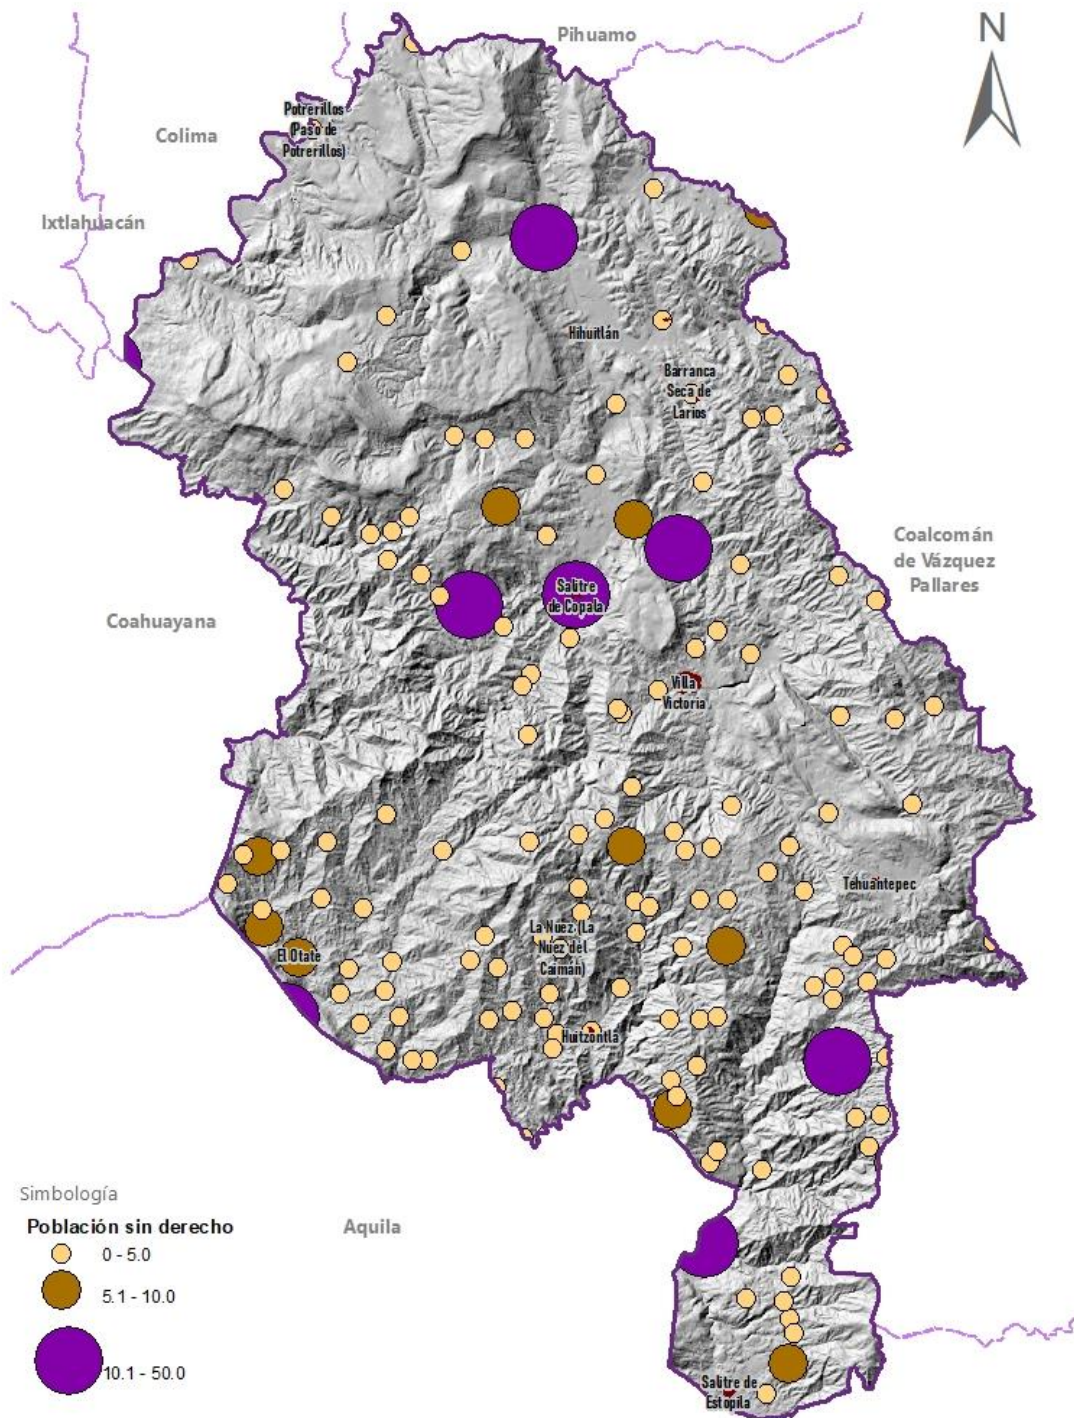 Pihuamo
N
Potrerillos
(Paso de
Potrerillos)
Colima
Ixtlahuacán
Hihuitlán
Barranca
Seca de
Larios
Coalcomán
de Vázquez
Pallares
Salitre
de Copala
Coahuayana
Villa
Victoria
Tehuantepec
La Nuez (La
Nuez del
Caimán)
El Otate
Huitzontla
Simbología
Población sin derecho
0 - 5.0
5.1 - 10.0
10.1 - 50.0
Aquila
Salitre de
Estopila